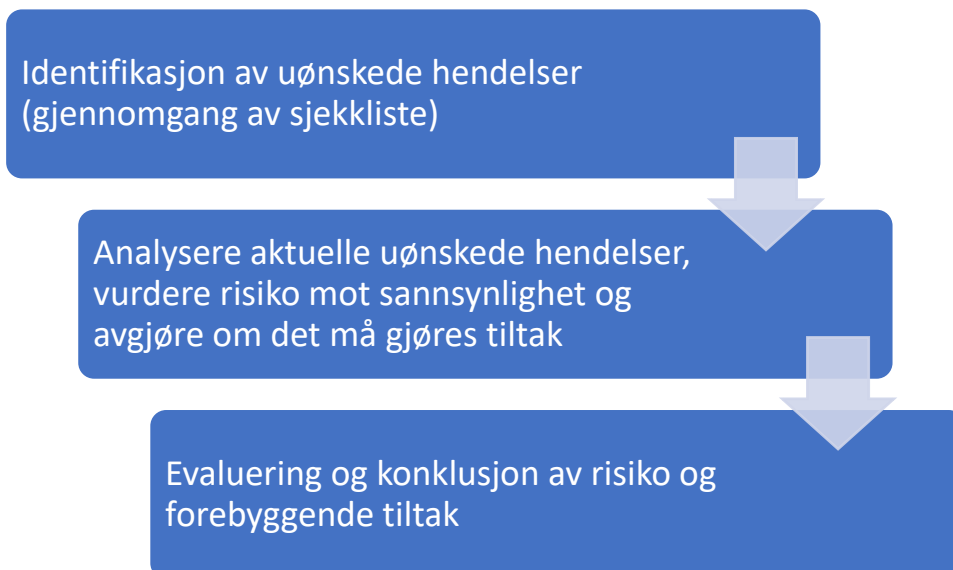 Identifikasjon av uønskede hendelser
(gjennomgang av sjekkliste)
Analysere aktuelle uønskede hendelser,
vurdere risiko mot sannsynlighet og
avgjøre om det må gjøres tiltak
Evaluering og konklusjon av risiko og
forebyggende tiltak